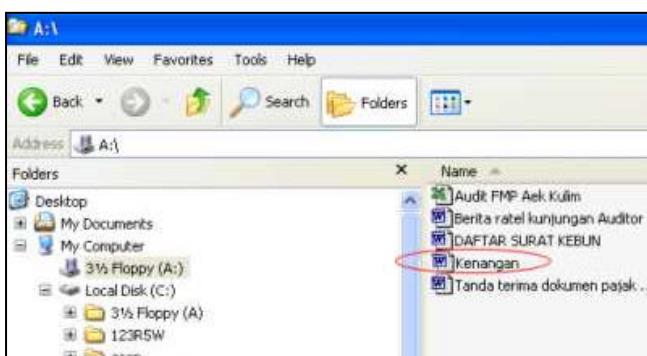 A:\
File Edit View Favorites Tools Help
Back Search Folders
Address A:\
Folders
Desktop
My Documents
My Computer
3½ Floppy (A:)
Local Disk (C:)
3½ Floppy (A)
123R5W
Name
Audit FMP Aek Kulim
Berita ratel kunjungan Auditor
DAFTAR SURAT KEBUN
Kenangan
Tanda terima dokumen pajak ..